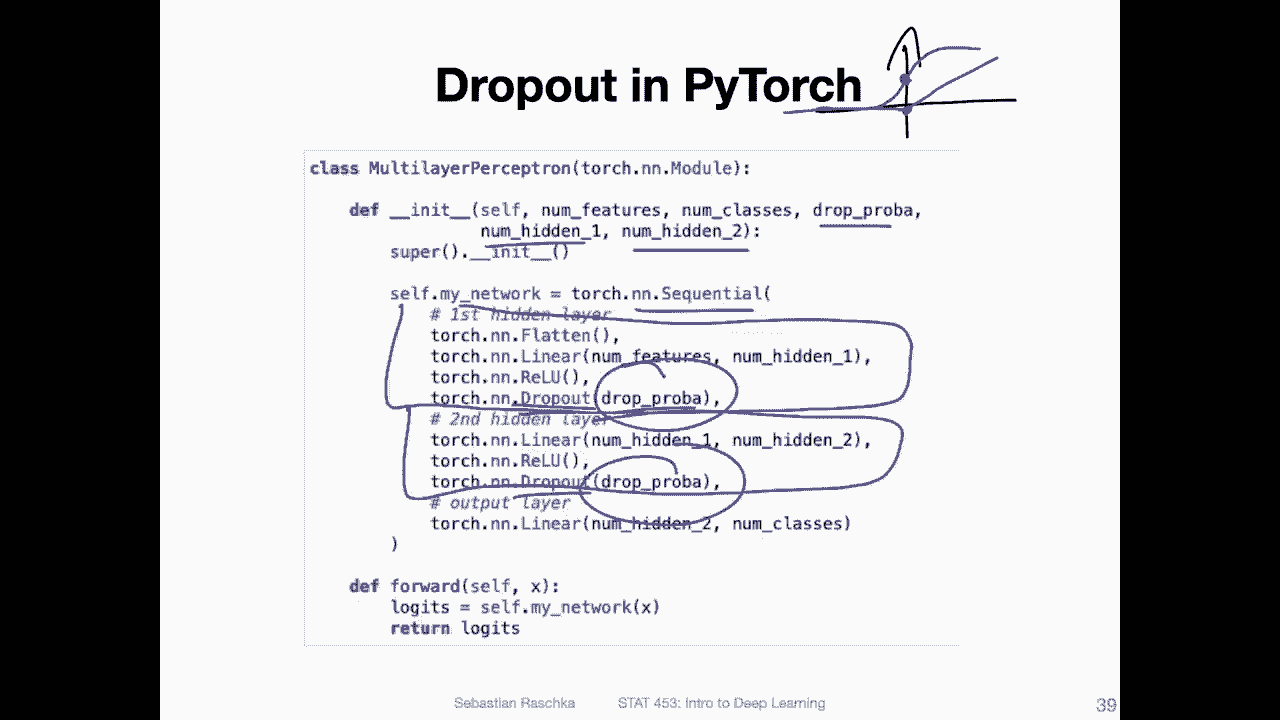 Dropout in PyTorch
class MultilayerPerceptron(torch.nn.Module):
def __init__(self, num_features, num_classes, drop_proba,
num_hidden_1, num_hidden_2):
super().__init__()
self.my_network = torch.nn.Sequential(
# 1st hidden layer
torch.nn.Flatten(),
torch.nn.Linear(num_features, num_hidden_1),
torch.nn.ReLU(),
torch.nn.Dropout(drop_proba),
# 2nd hidden layer
torch.nn.Linear(num_hidden_1, num_hidden_2),
torch.nn.ReLU(),
torch.nn.Dropout(drop_proba),
# output layer
torch.nn.Linear(num_hidden_2, num_classes)
)
def forward(self, x):
logits = self.my_network(x)
return logits
Sebastian Raschka STAT 453: Intro to Deep Learning 39